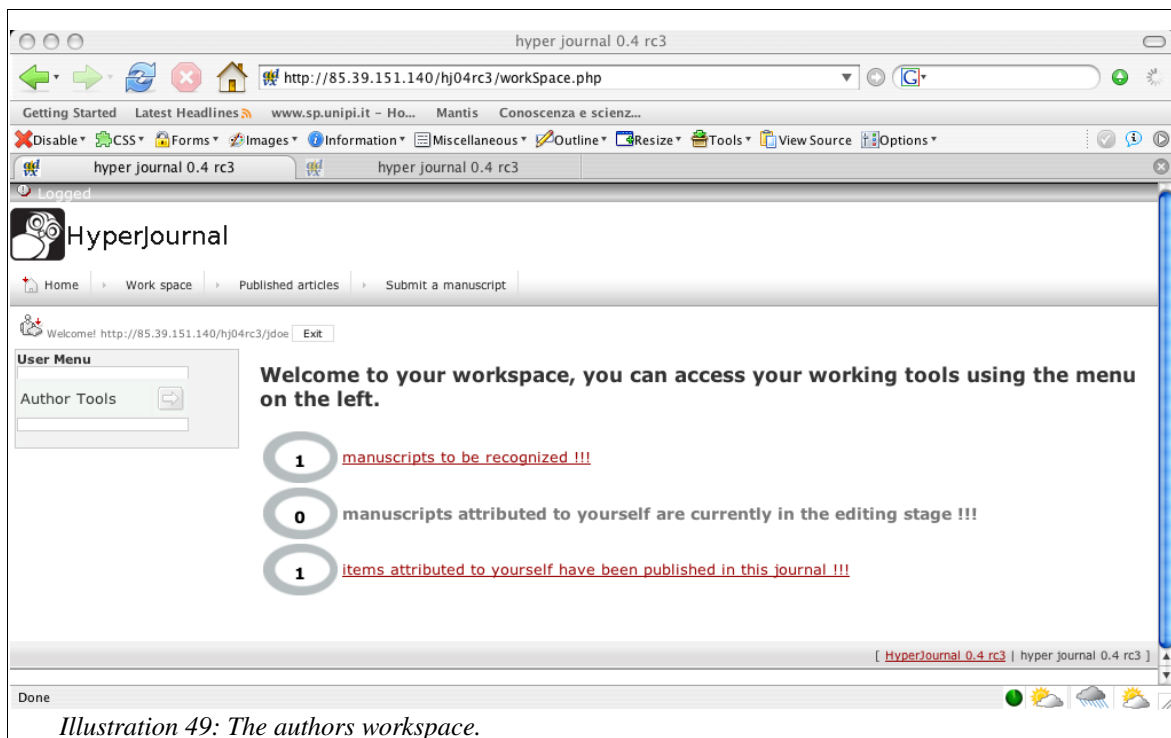 hyper journal 0.4 rc3
http://85.39.151.140/hj04rc3/workSpace.php
G
Getting Started Latest Headlines www.sp.unipi.it – Ho... Mantis Conoscenza e scienz...
Disable CSS Forms Images Information Miscellaneous Outline Resize Tools View Source Options
hyper journal 0.4 rc3 hyper journal 0.4 rc3
Logged
HyperJournal
Home Work space Published articles Submit a manuscript
Welcome! http://85.39.151.140/hj04rc3/jdoe Exit
User Menu
Author Tools
Welcome to your workspace, you can access your working tools using the menu
on the left.
1 manuscripts to be recognized !!!
0 manuscripts attributed to yourself are currently in the editing stage !!!
1 items attributed to yourself have been published in this journal !!!
[ HyperJournal 0.4 rc3 | hyper journal 0.4 rc3 ]
Done
Illustration 49: The authors workspace.